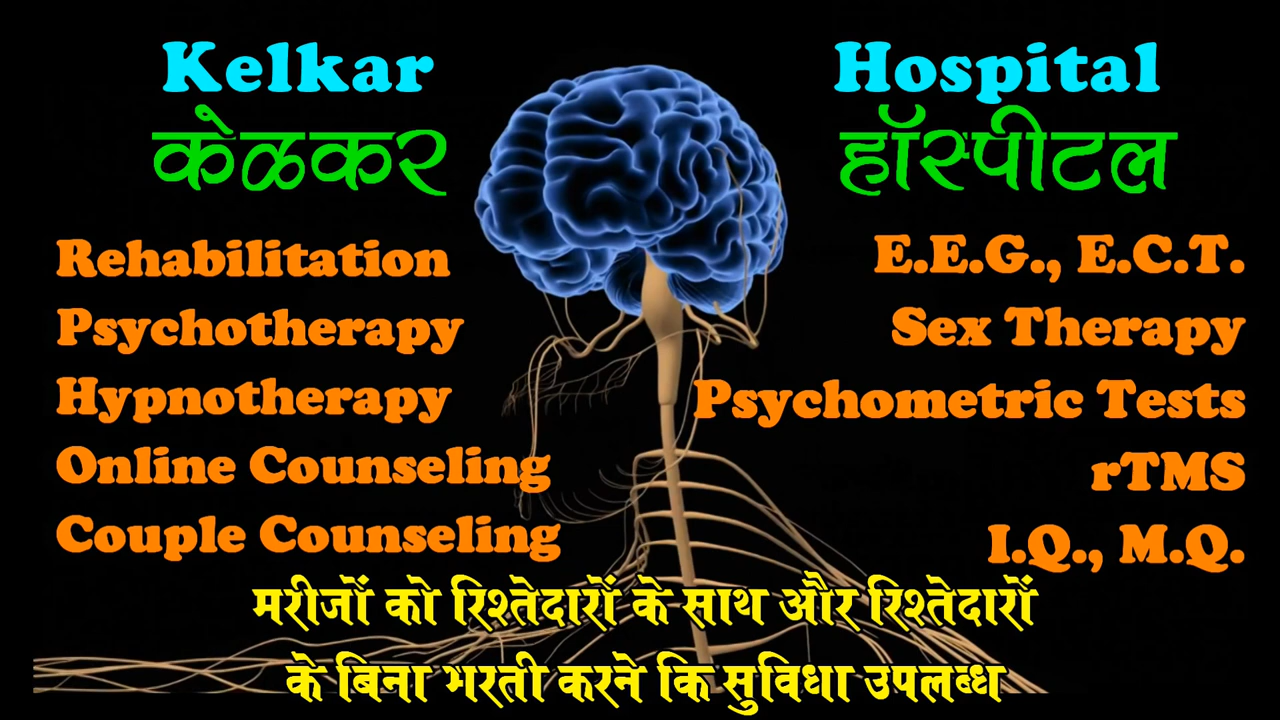 Kelkar Hospital
केळकर हॉस्पीटल
Rehabilitation
Psychotherapy
Hypnotherapy
Online Counseling
Couple Counseling
E.E.G., E.C.T.
Sex Therapy
Psychometric Tests
rTMS
I.Q., M.Q.
मरीजों को रिश्तेदारों के साथ और रिश्तेदारों
के बिना भरती करने कि सुविधा उपलब्ध